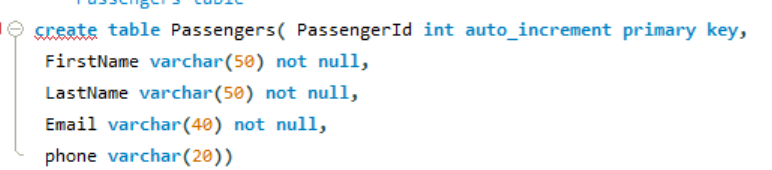 Passengers table
create table Passengers( PassengerId int auto_increment primary key,
FirstName varchar(50) not null,
LastName varchar(50) not null,
Email varchar(40) not null,
phone varchar(20))